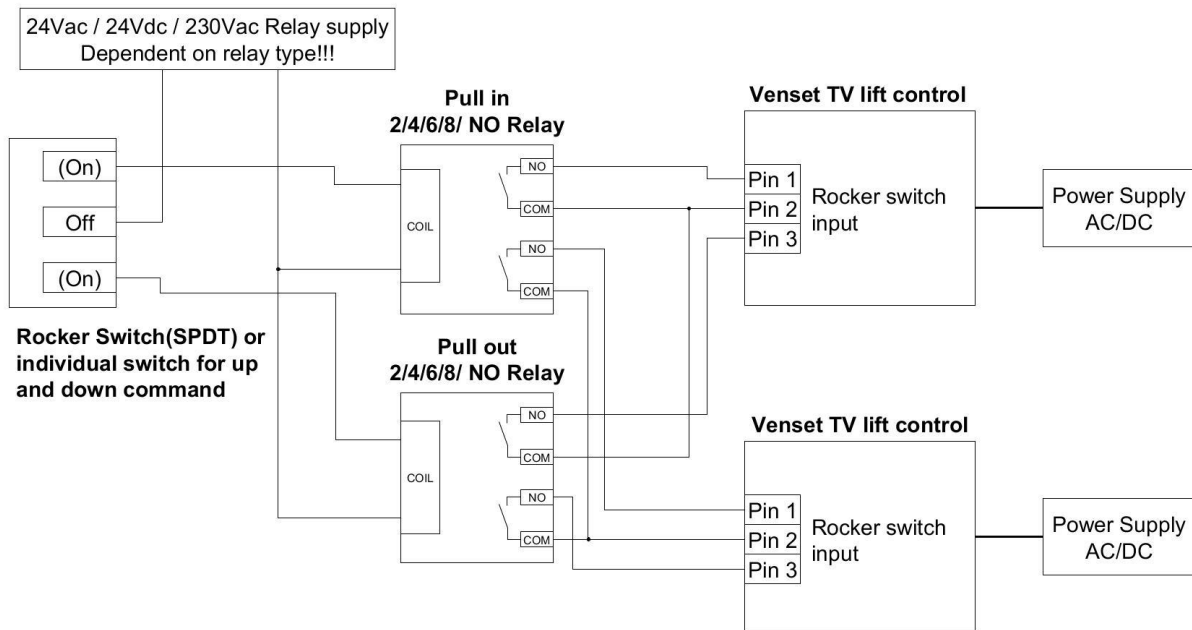 24Vac / 24Vdc / 230Vac Relay supply
Dependent on relay type!!!
(On)
Off
(On)
Rocker Switch(SPDT) or
individual switch for up
and down command
Pull in
2/4/6/8/ NO Relay
COIL
NO
COM
NO
COM
Pull out
2/4/6/8/ NO Relay
COIL
NO
COM
NO
COM
Venset TV lift control
Pin 1
Pin 2
Pin 3
Rocker switch
input
Power Supply
AC/DC
Venset TV lift control
Pin 1
Pin 2
Pin 3
Rocker switch
input
Power Supply
AC/DC